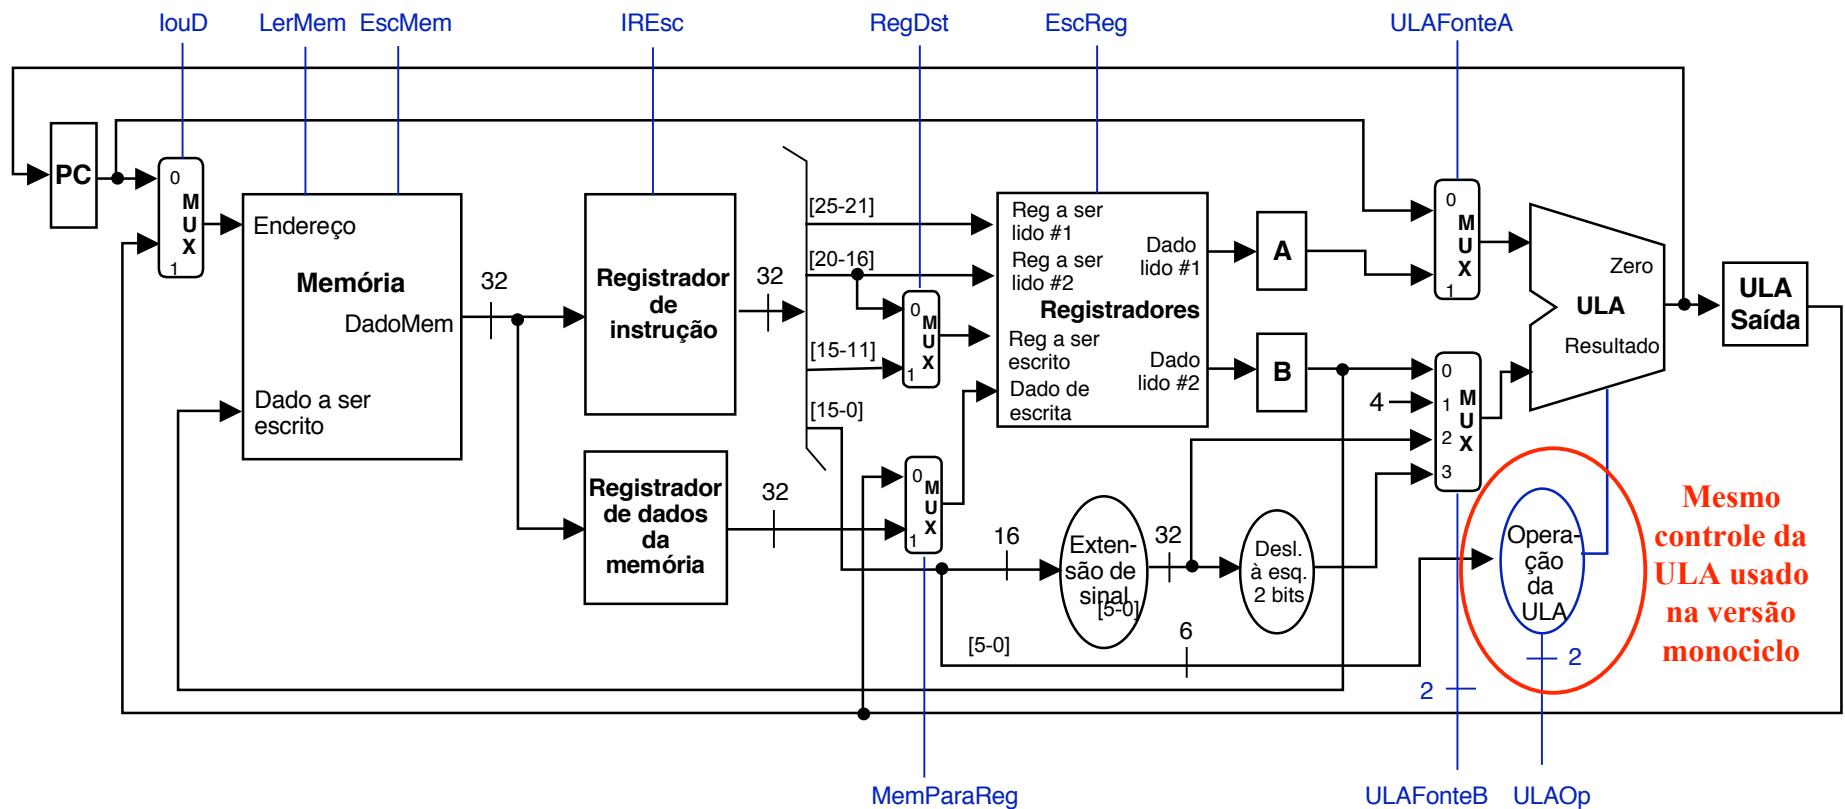 IouD
LerMem
EscMem
IREsc
RegDst
EscReg
ULAFonteA
PC
0
M
U
X
1
Endereço
Memória
DadoMem
Dado a ser
escrito
32
Registrador
de
instrução
32
Registrador
de dados
da
memória
32
[25-21]
[20-16]
[15-11]
[15-0]
0
M
U
X
1
0
M
U
X
1
Reg a ser
lido #1
Reg a ser
lido #2
Registradores
Reg a ser
escrito
Dado de
escrita
Dado
lido #1
Dado
lido #2
A
B
4
0
M
U
X
1
0
1
2
3
M
U
X
Zero
ULA
Resultado
ULA
Saída
16
Exten-
são de
sinal
[5-0]
32
Desl.
à esq.
2 bits
[5-0]
6
Opera-
ção
da
ULA
2
2
Mesmo
controle da
ULA usado
na versão
monociclo
MemParaReg
ULAFonteB
ULAOp